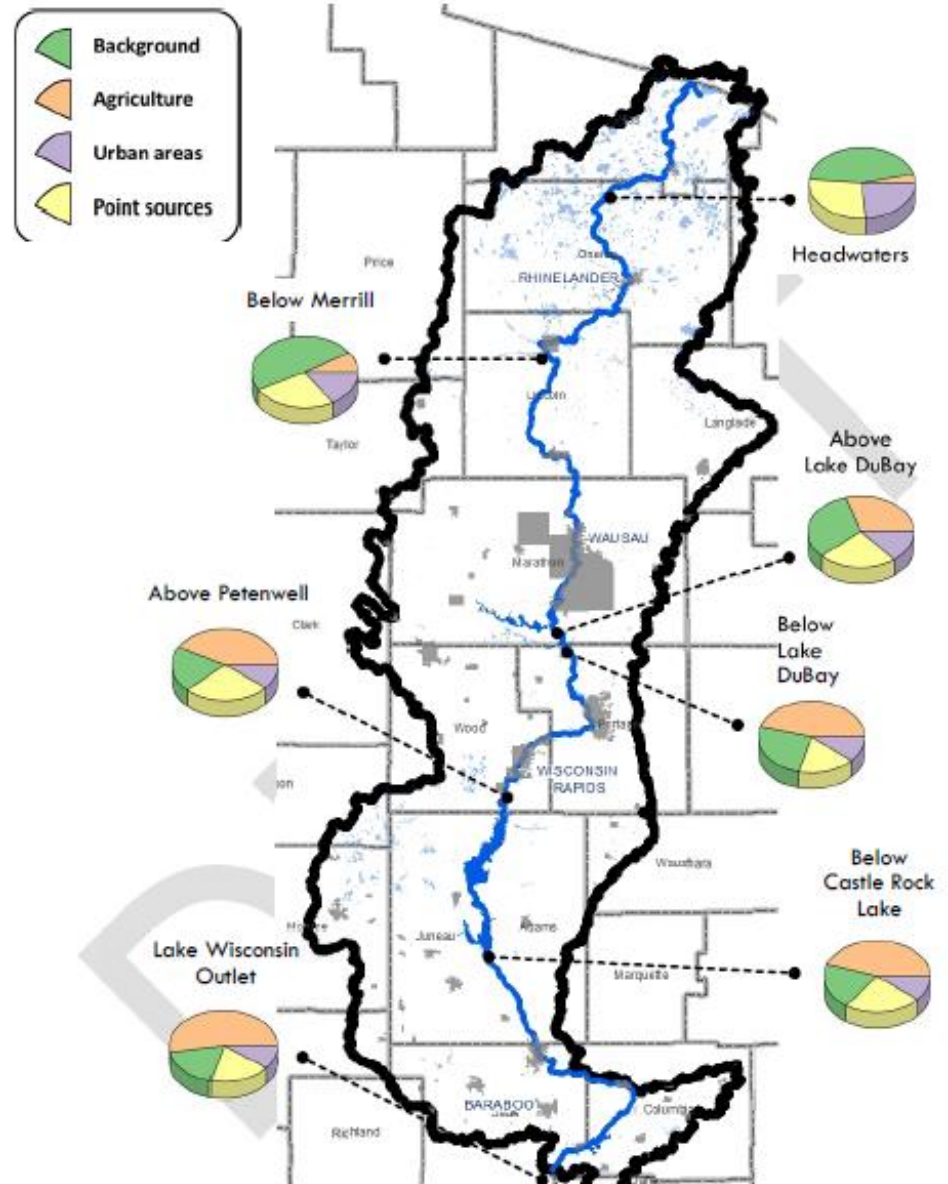 Background
Agriculture
Urban areas
Point sources
Price
RHINELANDER
Headwaters
Below Merrill
Lincoln
Langlade
Taylor
Above
Lake DuBay
WAUSAU
Marathon
Above Petenwell
Clark
Below
Lake
DuBay
Wood
WISCONSIN
RAPIDS
Waushara
Below
Castle Rock
Lake
Juneau
Adams
Lake Wisconsin
Outlet
Marquette
BARABOO
Columbia
Richland